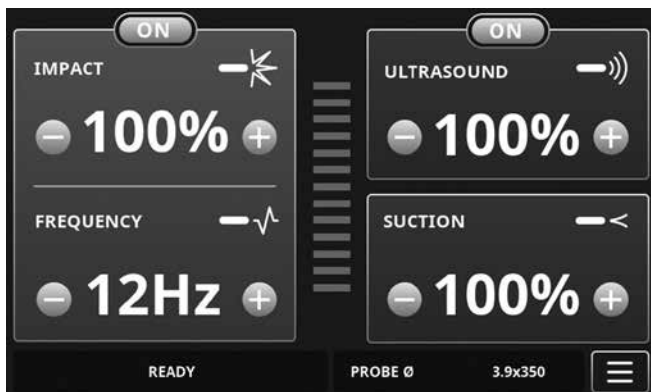 ON
IMPACT
100%
FREQUENCY
12Hz
ON
ULTRASOUND
100%
SUCTION
100%
READY
PROBE Ø 3.9x350